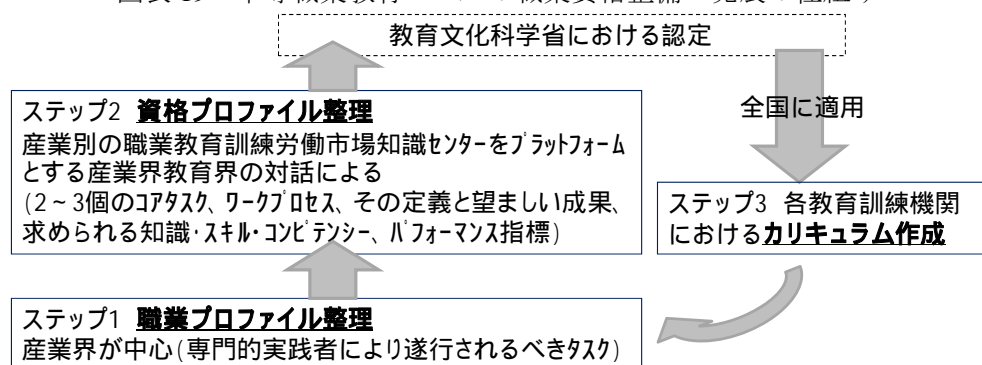 教育文化科学省における認定
ステップ2 資格プロファイル整理
産業別の職業教育訓練労働市場知識ｾﾝﾀｰをﾌﾟﾗｯﾄﾌｫｰﾑ
とする産業界教育界の対話による
(2~3個のｺｱﾀｽｸ、ﾜｰｸﾌﾟﾛｾｽ、その定義と望ましい成果、
求められる知識･ｽｷﾙ･ｺﾝﾋﾟﾃﾝｼｰ、ﾊﾟﾌｫｰﾏﾝｽ指標)
全国に適用
ステップ3 各教育訓練機関
におけるカリキュラム作成
ステップ1 職業プロファイル整理
産業界が中心(専門的実践者により遂行されるべきﾀｽｸ)